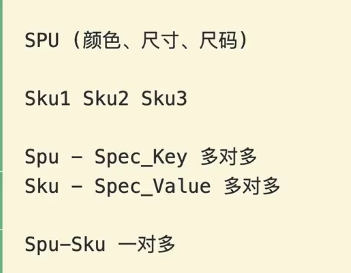 SPU (颜色、尺寸、尺码)
Sku1 Sku2 Sku3
Spu - Spec_Key 多对多
Sku - Spec_Value 多对多
Spu-Sku 一对多